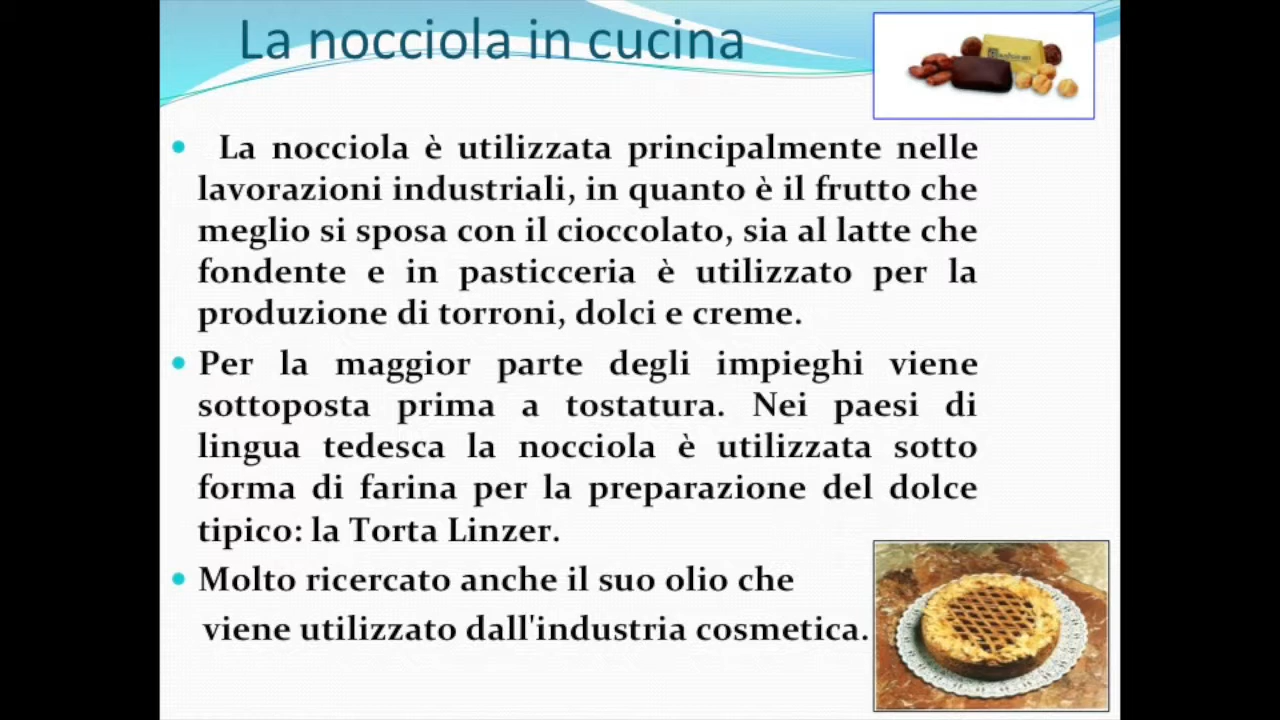 La nocciola in cucina
La nocciola è utilizzata principalmente nelle
lavorazioni industriali, in quanto è il frutto che
meglio si sposa con il cioccolato, sia al latte che
fondente e in pasticceria è utilizzato per la
produzione di torroni, dolci e creme.
Per la maggior parte degli impieghi viene
sottoposta prima a tostatura. Nei paesi di
lingua tedesca la nocciola è utilizzata sotto
forma di farina per la preparazione del dolce
tipico: la Torta Linzer.
Molto ricercato anche il suo olio che
viene utilizzato dall'industria cosmetica.